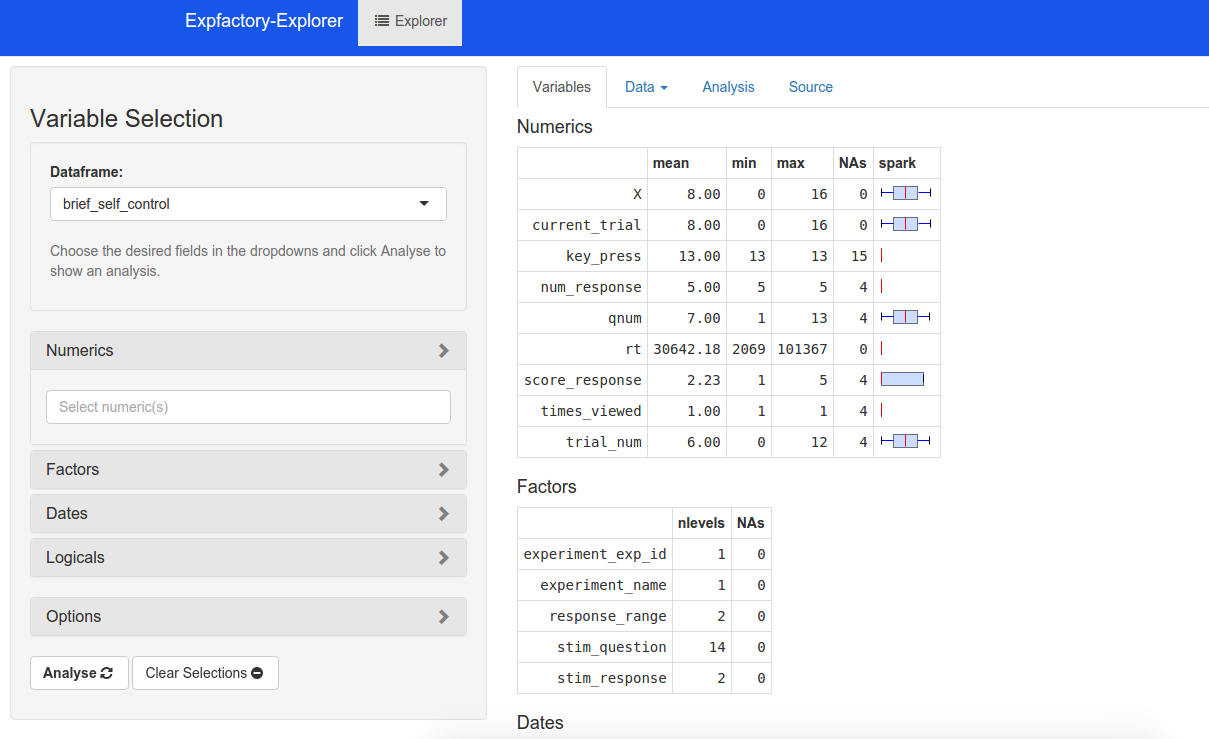 Expfactory-Explorer
Explorer
Variable Selection
Dataframe:
brief_self_control
Choose the desired fields in the dropdowns and click Analyse to
show an analysis.
Numerics
Select numeric(s)
Factors
Dates
Logicals
Options
Analyse
Clear Selections
Variables Data Analysis Source
Numerics
mean min max NAs spark
X 8.00 0 16 0
current_trial 8.00 0 16 0
key_press 13.00 13 13 15
num_response 5.00 5 5 4
qnum 7.00 1 13 4
rt 30642.18 2069 101367 0
score_response 2.23 1 5 4
times_viewed 1.00 1 1 4
trial_num 6.00 0 12 4
Factors
nlevels NAs
experiment_exp_id 1 0
experiment_name 1 0
response_range 2 0
stim_question 14 0
stim_response 2 0
Dates